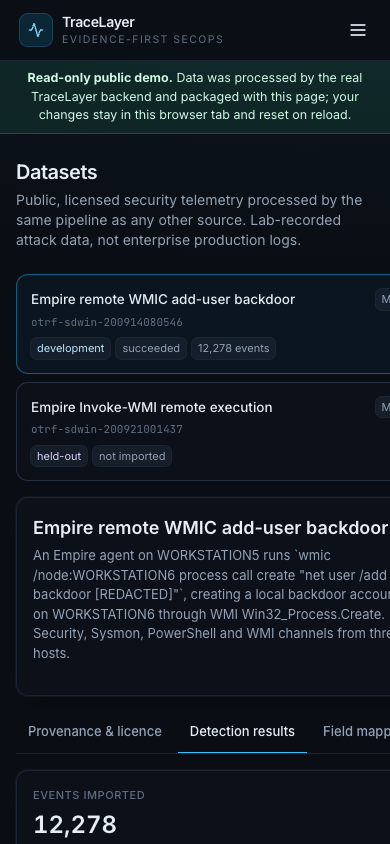 TraceLayer
EVIDENCE-FIRST SECOPS
Read-only public demo. Data was processed by the real
TraceLayer backend and packaged with this page; your
changes stay in this browser tab and reset on reload.
Datasets
Public, licensed security telemetry processed by the
same pipeline as any other source. Lab-recorded
attack data, not enterprise production logs.
Empire remote WMIC add-user backdoor
otrf-sdwin-200914080546
development succeeded 12,278 events
Empire Invoke-WMI remote execution
otrf-sdwin-200921001437
held-out not imported
Empire remote WMIC add-user backdoor
An Empire agent on WORKSTATION5 runs `wmic
/node:WORKSTATION6 process call create "net user /add
backdoor [REDACTED]"`, creating a local backdoor accou
on WORKSTATION6 through WMI Win32_Process.Create.
Security, Sysmon, PowerShell and WMI channels from thre
hosts.
Provenance & licence Detection results Field mapp
EVENTS IMPORTED
12,278